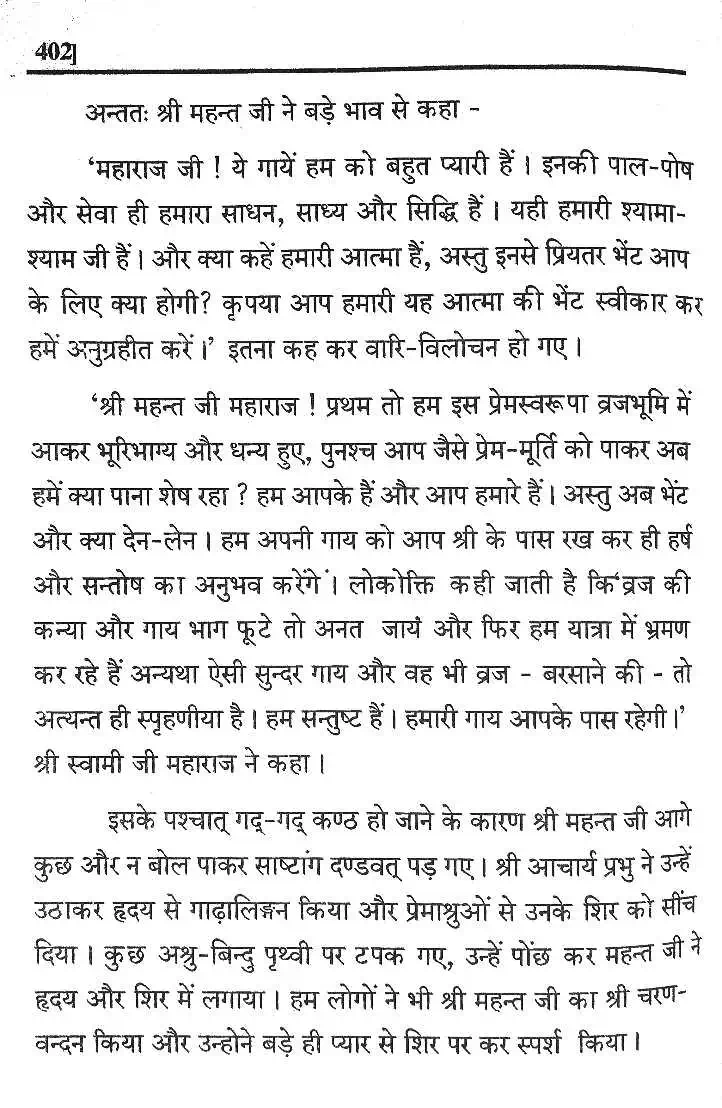 402]
अन्ततः श्री महन्त जी ने बड़े भाव से कहा -
‘महाराज जी ! ये गायें हम को बहुत प्यारी हैं । इनकी पाल-पोष
और सेवा ही हमारा साधन, साध्य और सिद्धि हैं । यही हमारी श्यामा-
श्याम जी हैं । और क्या कहें हमारी आत्मा हैं, अस्तु इनसे प्रियतर भेंट आप
के लिए क्या होगी? कृपया आप हमारी यह आत्मा की भेंट स्वीकार कर
हमें अनुग्रहीत करें ।’ इतना कह कर वारि-विलोचन हो गए ।
‘श्री महन्त जी महाराज ! प्रथम तो हम इस प्रेमस्वरूपा व्रजभूमि में
आकर भूरिभाग्य और धन्य हुए, पुनश्च आप जैसे प्रेम-मूर्ति को पाकर अब
हमें क्या पाना शेष रहा ? हम आपके हैं और आप हमारे हैं । अस्तु अब भेंट
और क्या देन-लेन । हम अपनी गाय को आप श्री के पास रख कर ही हर्ष
और सन्तोष का अनुभव करेंगे । लोकोक्ति कही जाती है कि‘व्रज की
कन्या और गाय भाग फूटे तो अनत जायं और फिर हम यात्रा में भ्रमण
कर रहे हैं अन्यथा ऐसी सुन्दर गाय और वह भी व्रज - बरसाने की - तो
अत्यन्त ही स्पृहणीया है । हम सन्तुष्ट हैं । हमारी गाय आपके पास रहेगी ।’
श्री स्वामी जी महाराज ने कहा ।
इसके पश्चात् गद्-गद् कण्ठ हो जाने के कारण श्री महन्त जी आगे
कुछ और न बोल पाकर साष्टांग दण्डवत् पड़ गए । श्री आचार्य प्रभु ने उन्हें
उठाकर हृदय से गाढ़ालिङ्गन किया और प्रेमाश्रुओं से उनके शिर को सींच
दिया । कुछ अश्रु-बिन्दु पृथ्वी पर टपक गए, उन्हें पोंछ कर महन्त जी ने
हृदय और शिर में लगाया । हम लोगों ने भी श्री महन्त जी का श्री चरण-
वन्दन किया और उन्होने बड़े ही प्यार से शिर पर कर स्पर्श किया ।